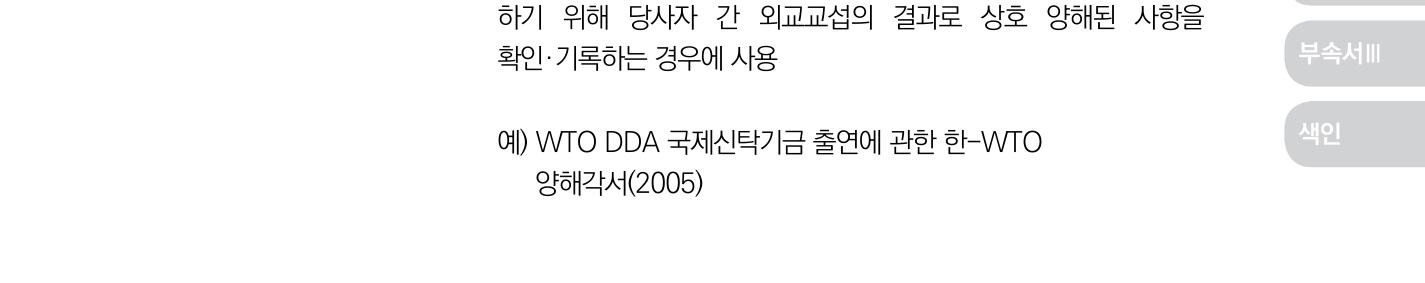 하기 위해 당사자 간 외교교섭의 결과로 상호 양해된 사항을
확인·기록하는 경우에 사용
예) WTO DDA 국제신탁기금 출연에 관한 한-WTO
양해각서(2005)
부속서Ⅲ
색인